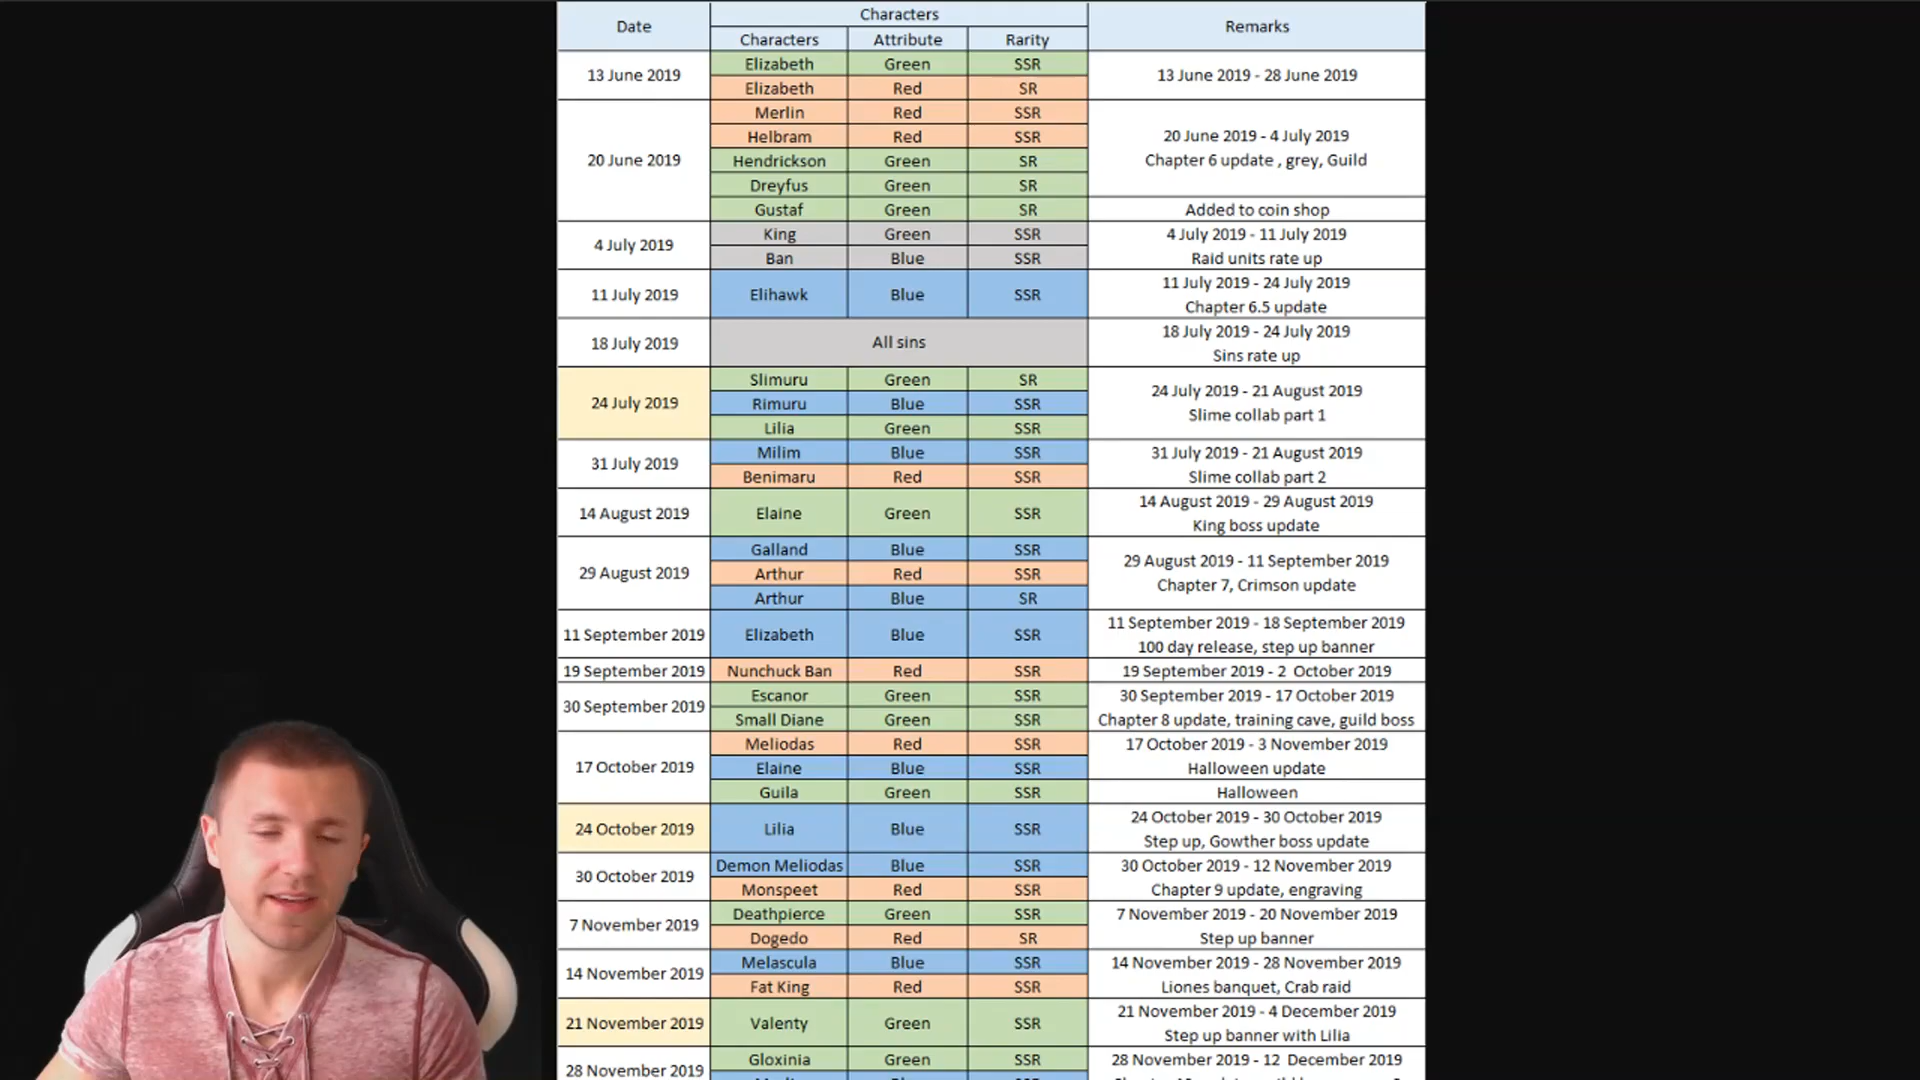 Date Characters Remarks
Characters Attribute Rarity
13 June 2019 Elizabeth Green SSR 13 June 2019 - 28 June 2019
Elizabeth Red SR
20 June 2019 Merlin Red SSR 20 June 2019 - 4 July 2019
Helbram Red SSR Chapter 6 update , grey, Guild
Hendrickson Green SR
Dreyfus Green SR
Gustaf Green SR Added to coin shop
4 July 2019 King Green SSR 4 July 2019 - 11 July 2019
Ban Blue SSR Raid units rate up
11 July 2019 Elihawk Blue SSR 11 July 2019 - 24 July 2019
Chapter 6.5 update
18 July 2019 All sins 18 July 2019 - 24 July 2019
Sins rate up
24 July 2019 Slimuru Green SR 24 July 2019 - 21 August 2019
Rimuru Blue SSR Slime collab part 1
Lilia Green SSR
31 July 2019 Milim Blue SSR 31 July 2019 - 21 August 2019
Benimaru Red SSR Slime collab part 2
14 August 2019 Elaine Green SSR 14 August 2019 - 29 August 2019
King boss update
29 August 2019 Galland Blue SSR 29 August 2019 - 11 September 2019
Arthur Red SSR Chapter 7, Crimson update
Arthur Blue SR
11 September 2019 Elizabeth Blue SSR 11 September 2019 - 18 September 2019
100 day release, step up banner
19 September 2019 Nunchuck Ban Red SSR 19 September 2019 - 2 October 2019
30 September 2019 Escanor Green SSR 30 September 2019 - 17 October 2019
Small Diane Green SSR Chapter 8 update, training cave, guild boss
17 October 2019 Meliodas Red SSR 17 October 2019 - 3 November 2019
Elaine Blue SSR Halloween update
Guila Green SSR Halloween
24 October 2019 Lilia Blue SSR 24 October 2019 - 30 October 2019
Step up, Gowther boss update
30 October 2019 Demon Meliodas Blue SSR 30 October 2019 - 12 November 2019
Monspeet Red SSR Chapter 9 update, engraving
7 November 2019 Deathpierce Green SSR 7 November 2019 - 20 November 2019
Dogedo Red SR Step up banner
14 November 2019 Melascula Blue SSR 14 November 2019 - 28 November 2019
Fat King Red SSR Liones banquet, Crab raid
21 November 2019 Valenty Green SSR 21 November 2019 - 4 December 2019
Step up banner with Lilia
28 November 2019 Gloxinia Green SSR 28 November 2019 - 12 December 2019